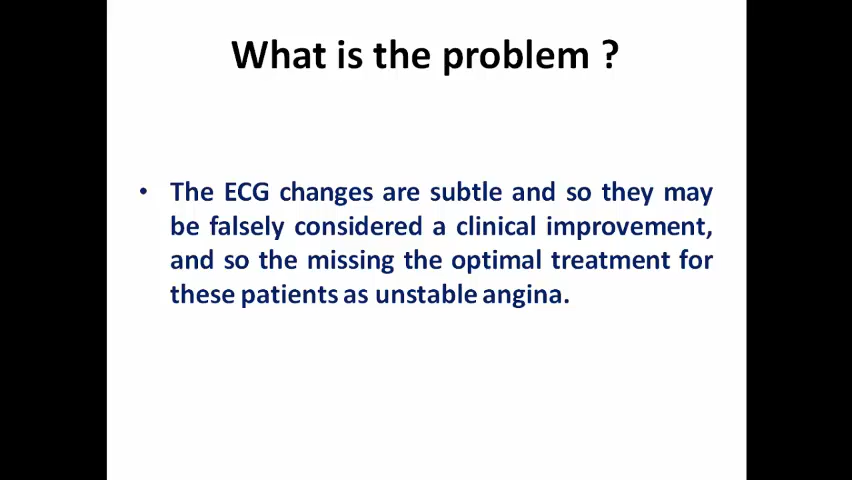 What is the problem ?
• The ECG changes are subtle and so they may
be falsely considered a clinical improvement,
and so the missing the optimal treatment for
these patients as unstable angina.